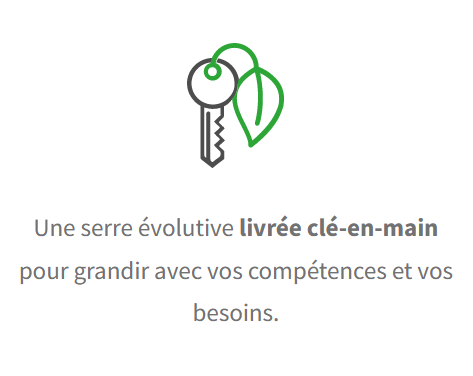 Une serre évolutive livrée clé-en-main
pour grandir avec vos compétences et vos
besoins.